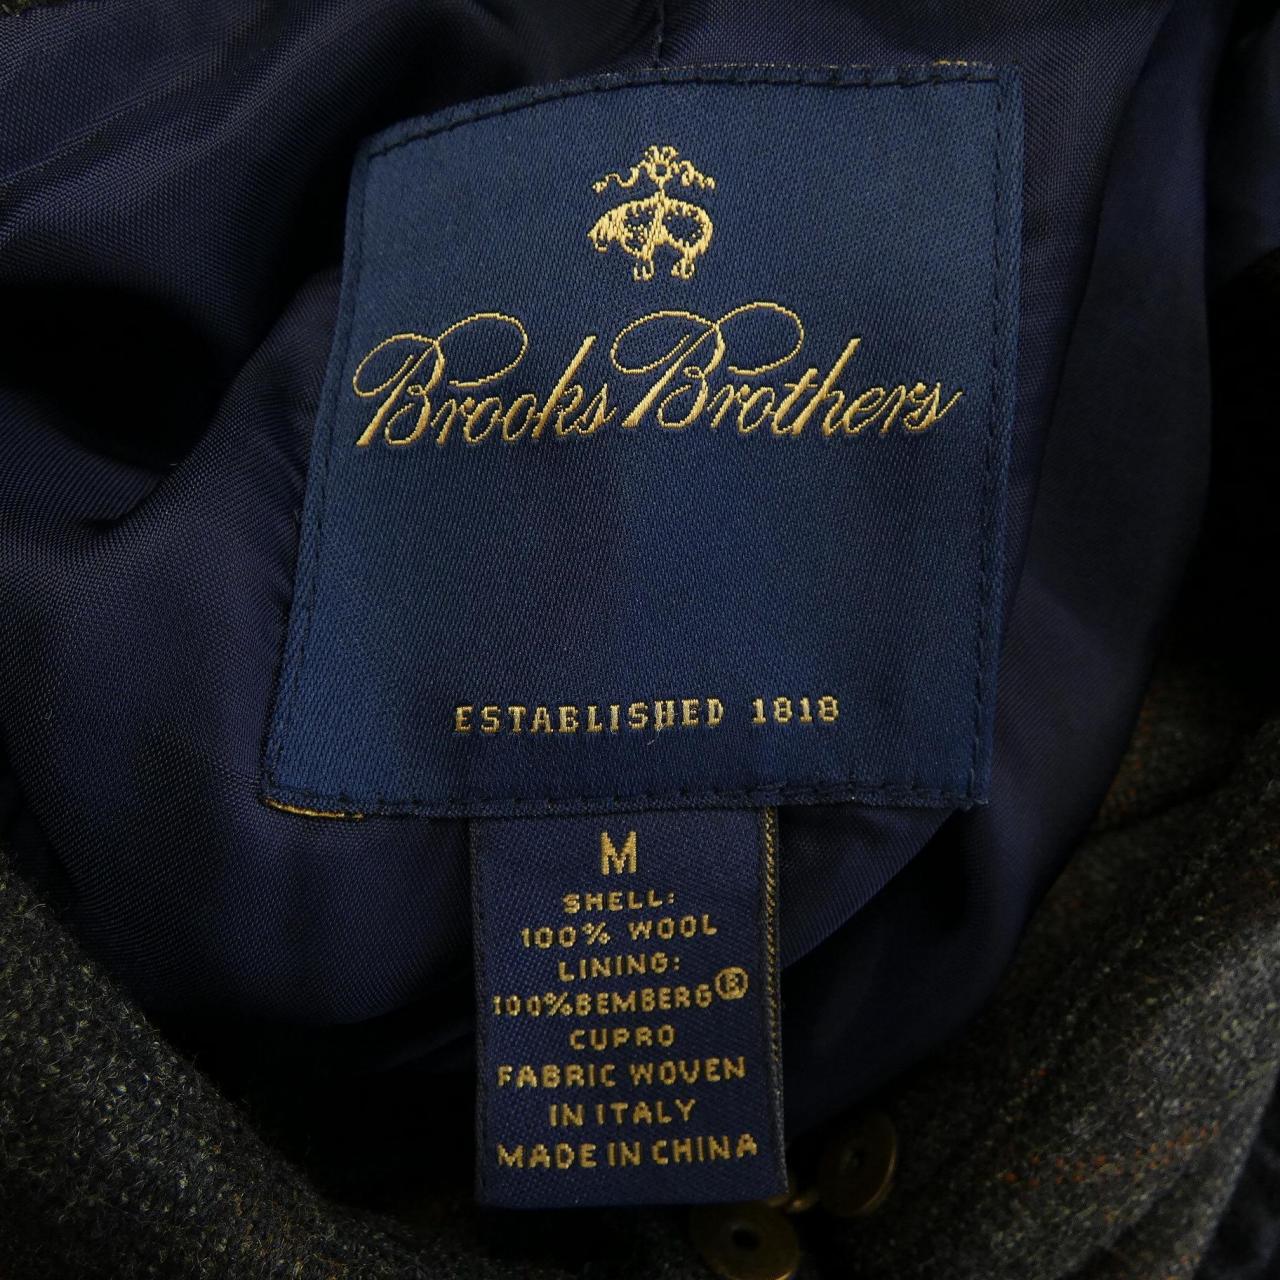 Brooks Brothers
ESTABLISHED 1818
M
SHELL:
100% WOOL
LINING:
100%BEMBERG®
CUPRO
FABRIC WOVEN
IN ITALY
MADE IN CHINA